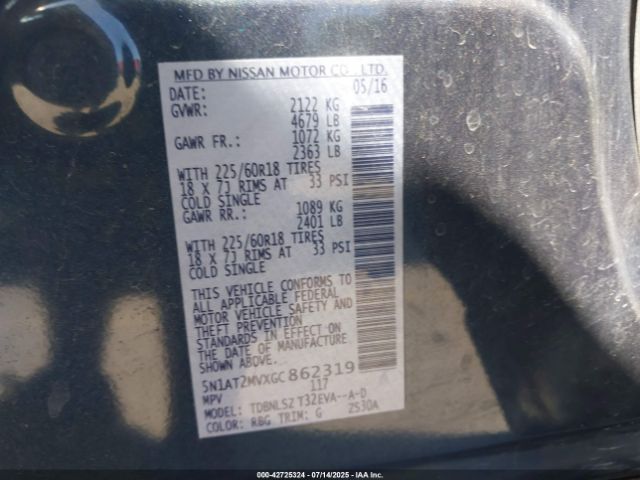 MFD BY NISSAN MOTOR CO., LTD.
DATE: 05/16
GVWR: 2122 KG
4679 LB
GAWR FR.: 1072 KG
2363 LB
WITH 225/60R18 TIRES
18 X 7J RIMS AT 33 PSI
COLD SINGLE
GAWR RR.: 1089 KG
2401 LB
WITH 225/60R18 TIRES
18 X 7J RIMS AT 33 PSI
COLD SINGLE
THIS VEHICLE CONFORMS TO
ALL APPLICABLE FEDERAL
MOTOR VEHICLE SAFETY AND
THEFT PREVENTION
STANDARDS IN EFFECT ON
THE DATE OF MANUFACTURE
SHOWN ABOVE.
5N1AT2MVXGC862319
MPV 117
MODEL: TDBNLSZ T32EVA--A-D
COLOR: RBG TRIM: G 2S30A
000-42725324 - 07/14/2025 - IAAI.COM